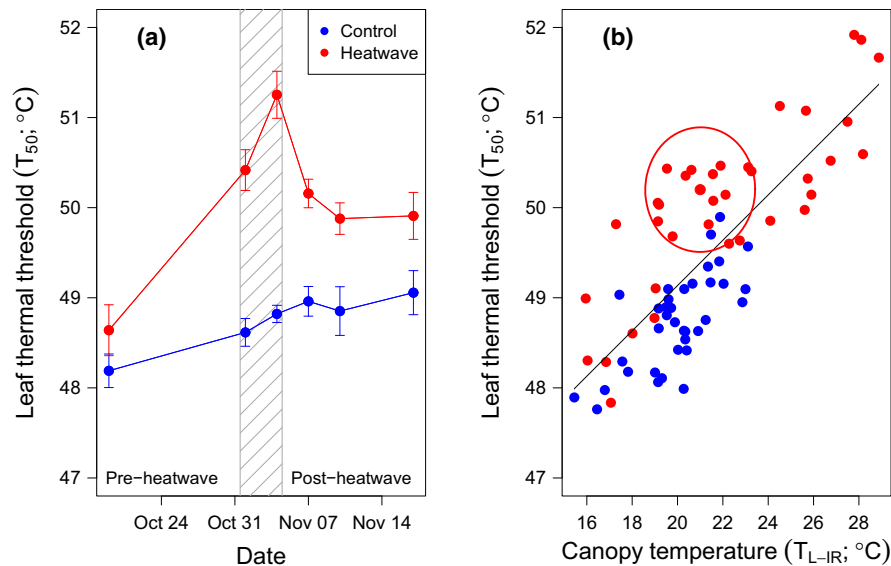 (a)
Control
Heatwave
Leaf thermal threshold (T50; °C)
52
51
50
49
48
47
Pre−heatwave
Post−heatwave
Oct 24
Oct 31
Nov 07
Nov 14
Date
(b)
Leaf thermal threshold (T50; °C)
52
51
50
49
48
47
16
18
20
22
24
26
28
Canopy temperature (TL−IR; °C)